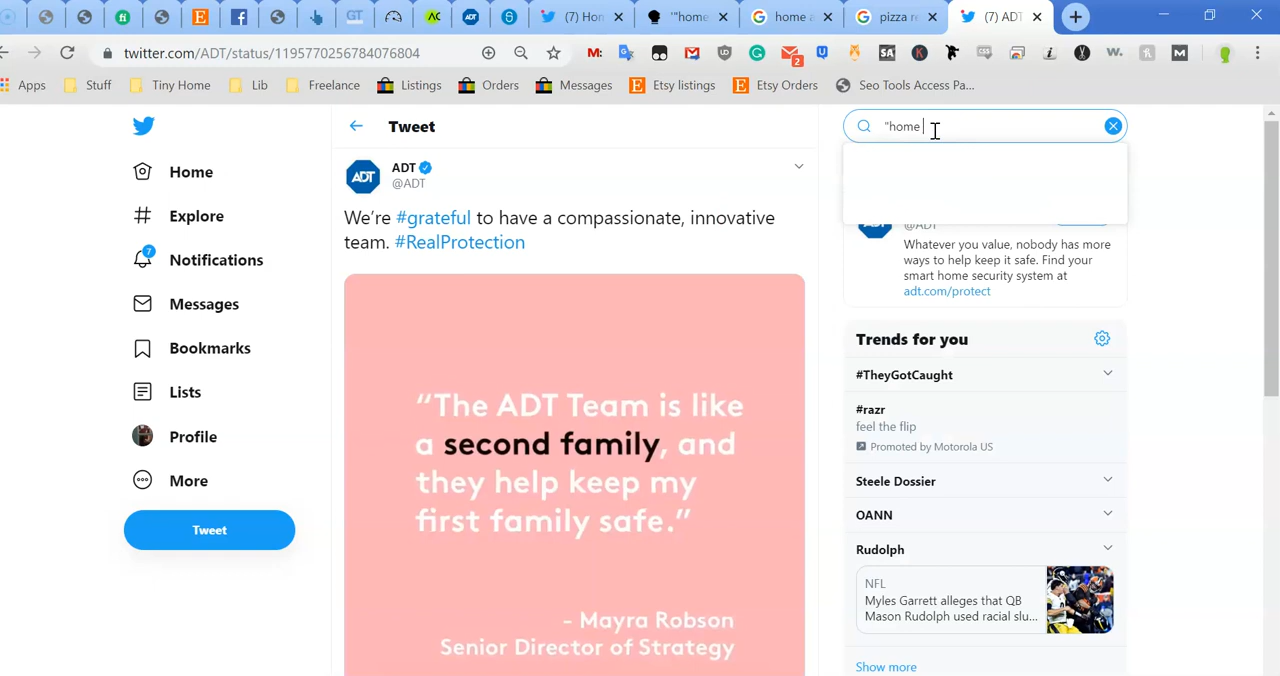 (7) Hon
"home
home a
pizza re
(7) ADT
twitter.com/ADT/status/1195770256784076804
Apps
Stuff
Tiny Home
Lib
Freelance
Listings
Orders
Messages
Etsy listings
Etsy Orders
Seo Tools Access Pa...
Home
Explore
7
Notifications
Messages
Bookmarks
Lists
Profile
More
Tweet
Tweet
ADT
ADT
@ADT
We're #grateful to have a compassionate, innovative
team. #RealProtection
"The ADT Team is like
a second family, and
they help keep my
first family safe."
- Mayra Robson
Senior Director of Strategy
"home
@ADT
Whatever you value, nobody has more
ways to help keep it safe. Find your
smart home security system at
adt.com/protect
Trends for you
#TheyGotCaught
#razr
feel the flip
Promoted by Motorola US
Steele Dossier
OANN
Rudolph
NFL
Myles Garrett alleges that QB
Mason Rudolph used racial slu...
Show more